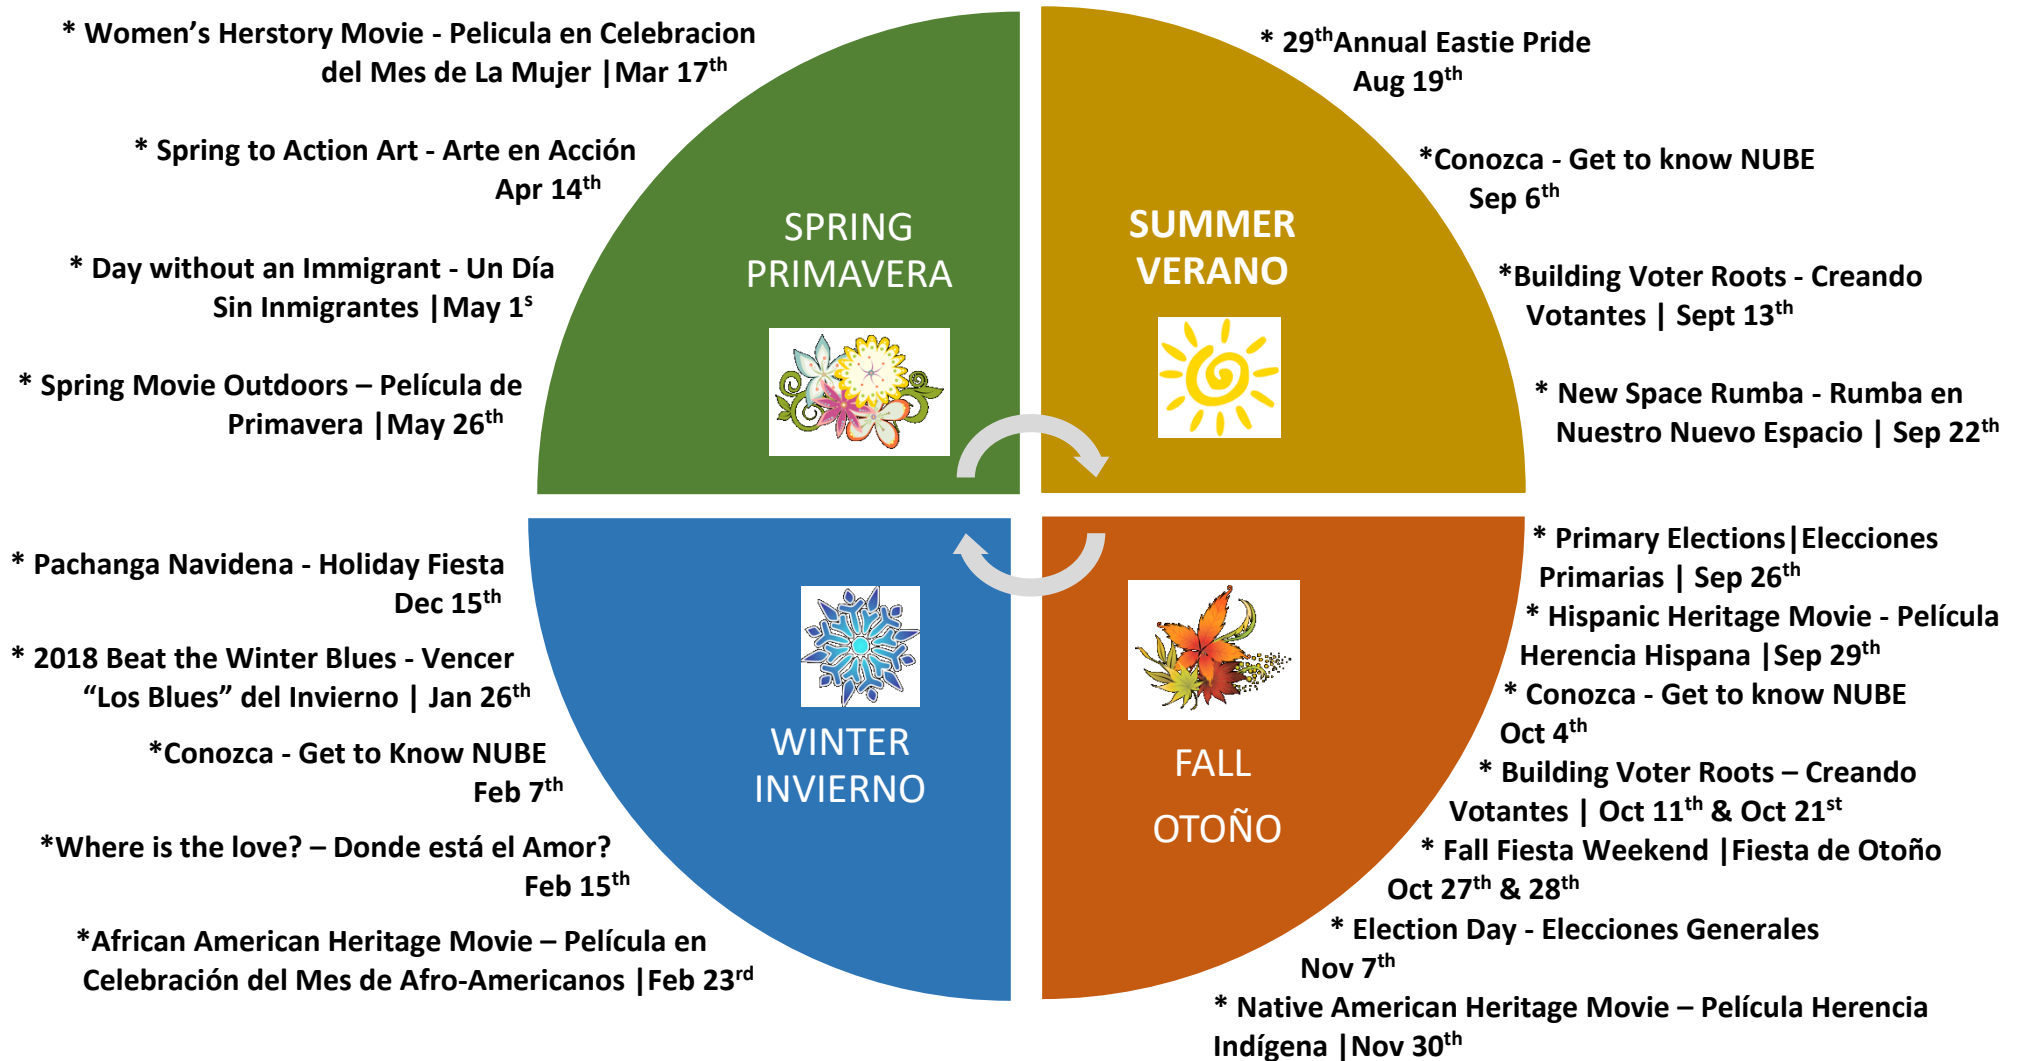 * Women’s Herstory Movie - Pelicula en Celebracion
del Mes de La Mujer |Mar 17th
* Spring to Action Art - Arte en Acción
Apr 14th
* Day without an Immigrant - Un Día
Sin Inmigrantes |May 1s
* Spring Movie Outdoors – Película de
Primavera |May 26th
SPRING
PRIMAVERA
SUMMER
VERANO
* 29thAnnual Eastie Pride
Aug 19th
*Conozca - Get to know NUBE
Sep 6th
*Building Voter Roots - Creando
Votantes | Sept 13th
* New Space Rumba - Rumba en
Nuestro Nuevo Espacio | Sep 22th
* Pachanga Navidena - Holiday Fiesta
Dec 15th
* 2018 Beat the Winter Blues - Vencer
“Los Blues” del Invierno | Jan 26th
*Conozca - Get to Know NUBE
Feb 7th
*Where is the love? – Donde está el Amor?
Feb 15th
*African American Heritage Movie – Película en
Celebración del Mes de Afro-Americanos |Feb 23rd
WINTER
INVIERNO
FALL
OTOÑO
* Primary Elections|Elecciones
Primarias | Sep 26th
* Hispanic Heritage Movie - Película
Herencia Hispana |Sep 29th
* Conozca - Get to know NUBE
Oct 4th
* Building Voter Roots – Creando
Votantes | Oct 11th & Oct 21st
* Fall Fiesta Weekend |Fiesta de Otoño
Oct 27th & 28th
* Election Day - Elecciones Generales
Nov 7th
* Native American Heritage Movie – Película Herencia
Indígena |Nov 30th